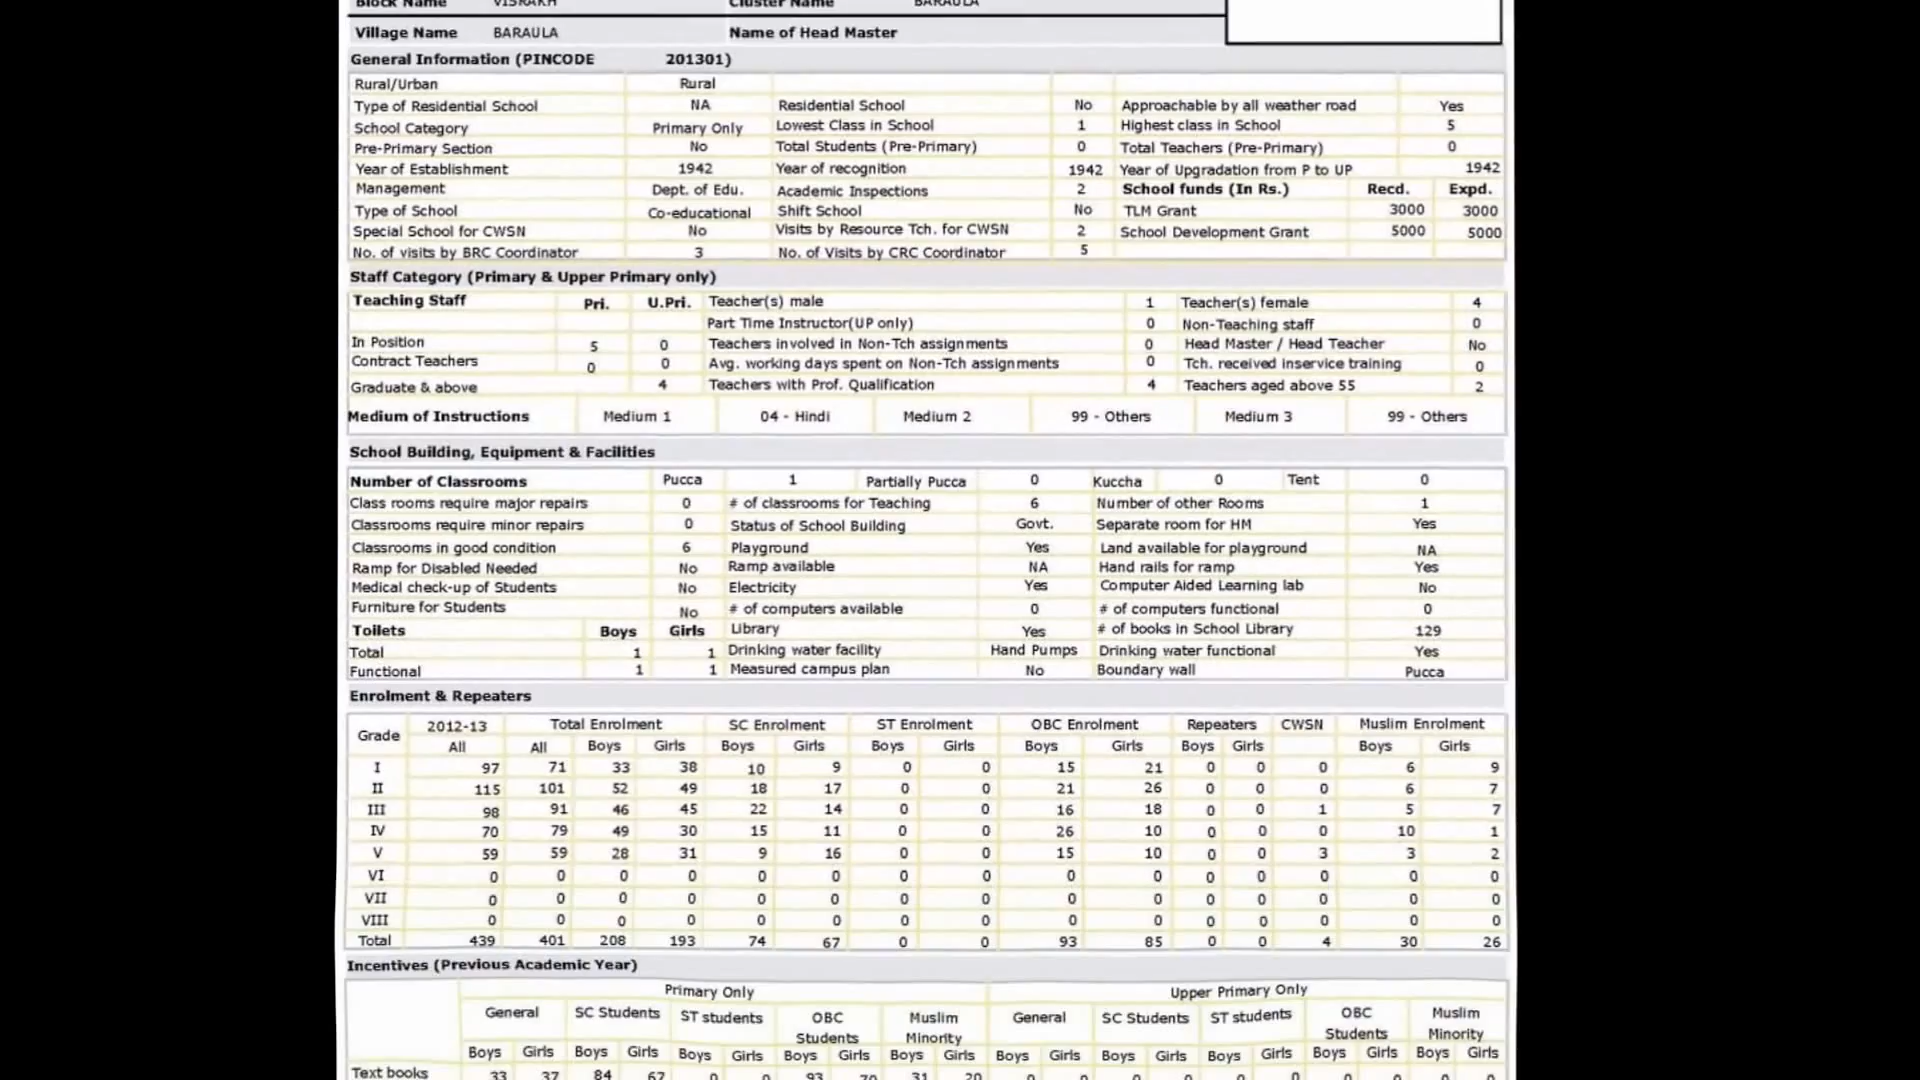 Block Name VISRAKH Cluster Name BARAULA
Village Name BARAULA Name of Head Master
General Information (PINCODE 201301)
Rural/Urban Rural
Type of Residential School NA Residential School No Approachable by all weather road Yes
School Category Primary Only Lowest Class in School 1 Highest class in School 5
Pre-Primary Section No Total Students (Pre-Primary) 0 Total Teachers (Pre-Primary) 0
Year of Establishment 1942 Year of recognition 1942 Year of Upgradation from P to UP 1942
Management Dept. of Edu. Academic Inspections 2 School funds (In Rs.) Recd. Expd.
Type of School Co-educational Shift School No TLM Grant 3000 3000
Special School for CWSN No Visits by Resource Tch. for CWSN 2 School Development Grant 5000 5000
No. of visits by BRC Coordinator 3 No. of Visits by CRC Coordinator 5
Staff Category (Primary & Upper Primary only)
Teaching Staff Pri. U.Pri. Teacher(s) male 1 Teacher(s) female 4
Part Time Instructor(UP only) 0 Non-Teaching staff 0
In Position 5 0 Teachers involved in Non-Tch assignments 0 Head Master / Head Teacher No
Contract Teachers 0 0 Avg. working days spent on Non-Tch assignments 0 Tch. received inservice training 0
Graduate & above 4 Teachers with Prof. Qualification 4 Teachers aged above 55 2
Medium of Instructions Medium 1 04 - Hindi Medium 2 99 - Others Medium 3 99 - Others
School Building, Equipment & Facilities
Number of Classrooms Pucca 1 Partially Pucca 0 Kuccha 0 Tent 0
Class rooms require major repairs 0 # of classrooms for Teaching 6 Number of other Rooms 1
Classrooms require minor repairs 0 Status of School Building Govt. Separate room for HM Yes
Classrooms in good condition 6 Playground Yes Land available for playground NA
Ramp for Disabled Needed No Ramp available NA Hand rails for ramp Yes
Medical check-up of Students No Electricity Yes Computer Aided Learning lab No
Furniture for Students No # of computers available 0 # of computers functional 0
Toilets Boys Girls Library Yes # of books in School Library 129
Total 1 1 Drinking water facility Hand Pumps Drinking water functional Yes
Functional 1 1 Measured campus plan No Boundary wall Pucca
Enrolment & Repeaters
Grade 2012-13 Total Enrolment SC Enrolment ST Enrolment OBC Enrolment Repeaters CWSN Muslim Enrolment
All All Boys Girls Boys Girls Boys Girls Boys Girls Boys Girls Boys Girls
I 97 71 33 38 10 9 0 0 15 21 0 0 0 6 9
II 115 101 52 49 18 17 0 0 21 26 0 0 0 6 7
III 98 91 46 45 22 14 0 0 16 18 0 0 1 5 7
IV 70 79 49 30 15 11 0 0 26 10 0 0 0 10 1
V 59 59 28 31 9 16 0 0 15 10 0 0 3 3 2
VI 0 0 0 0 0 0 0 0 0 0 0 0 0 0 0
VII 0 0 0 0 0 0 0 0 0 0 0 0 0 0 0
VIII 0 0 0 0 0 0 0 0 0 0 0 0 0 0 0
Total 439 401 208 193 74 67 0 0 93 85 0 0 4 30 26
Incentives (Previous Academic Year)
Primary Only Upper Primary Only
General SC Students ST students OBC Students Muslim Minority General SC Students ST students OBC Students Muslim Minority
Boys Girls Boys Girls Boys Girls Boys Girls Boys Girls Boys Girls Boys Girls Boys Girls Boys Girls Boys Girls
Text books 33 37 84 67 0 0 93 70 31 20 0 0 0 0 0 0 0 0 0 0